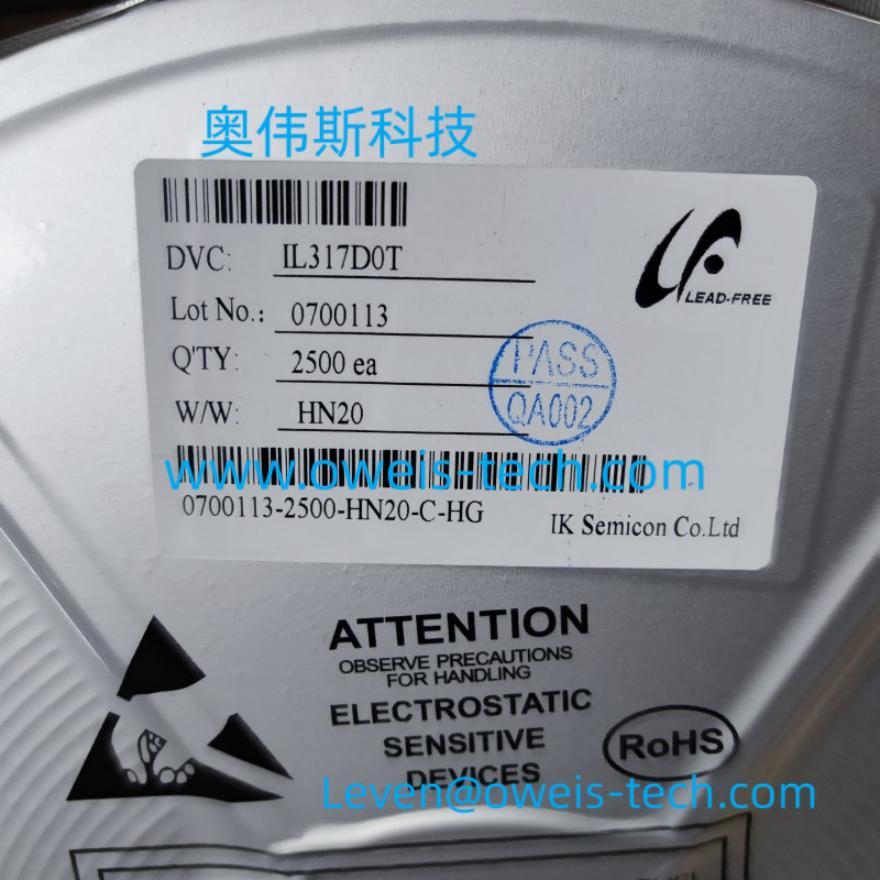 奥伟斯科技
DVC: IL317D0T
LEAD-FREE
Lot No.: 0700113
Q'TY: 2500 ea
PASS
QA002
W/W: HN20
www.oweis-tech.com
0700113-2500-HN20-C-HG
IK Semicon Co.Ltd
ATTENTION
OBSERVE PRECAUTIONS
FOR HANDLING
ELECTROSTATIC
SENSITIVE
DEVICES
RoHS
Leven@oweis-tech.com